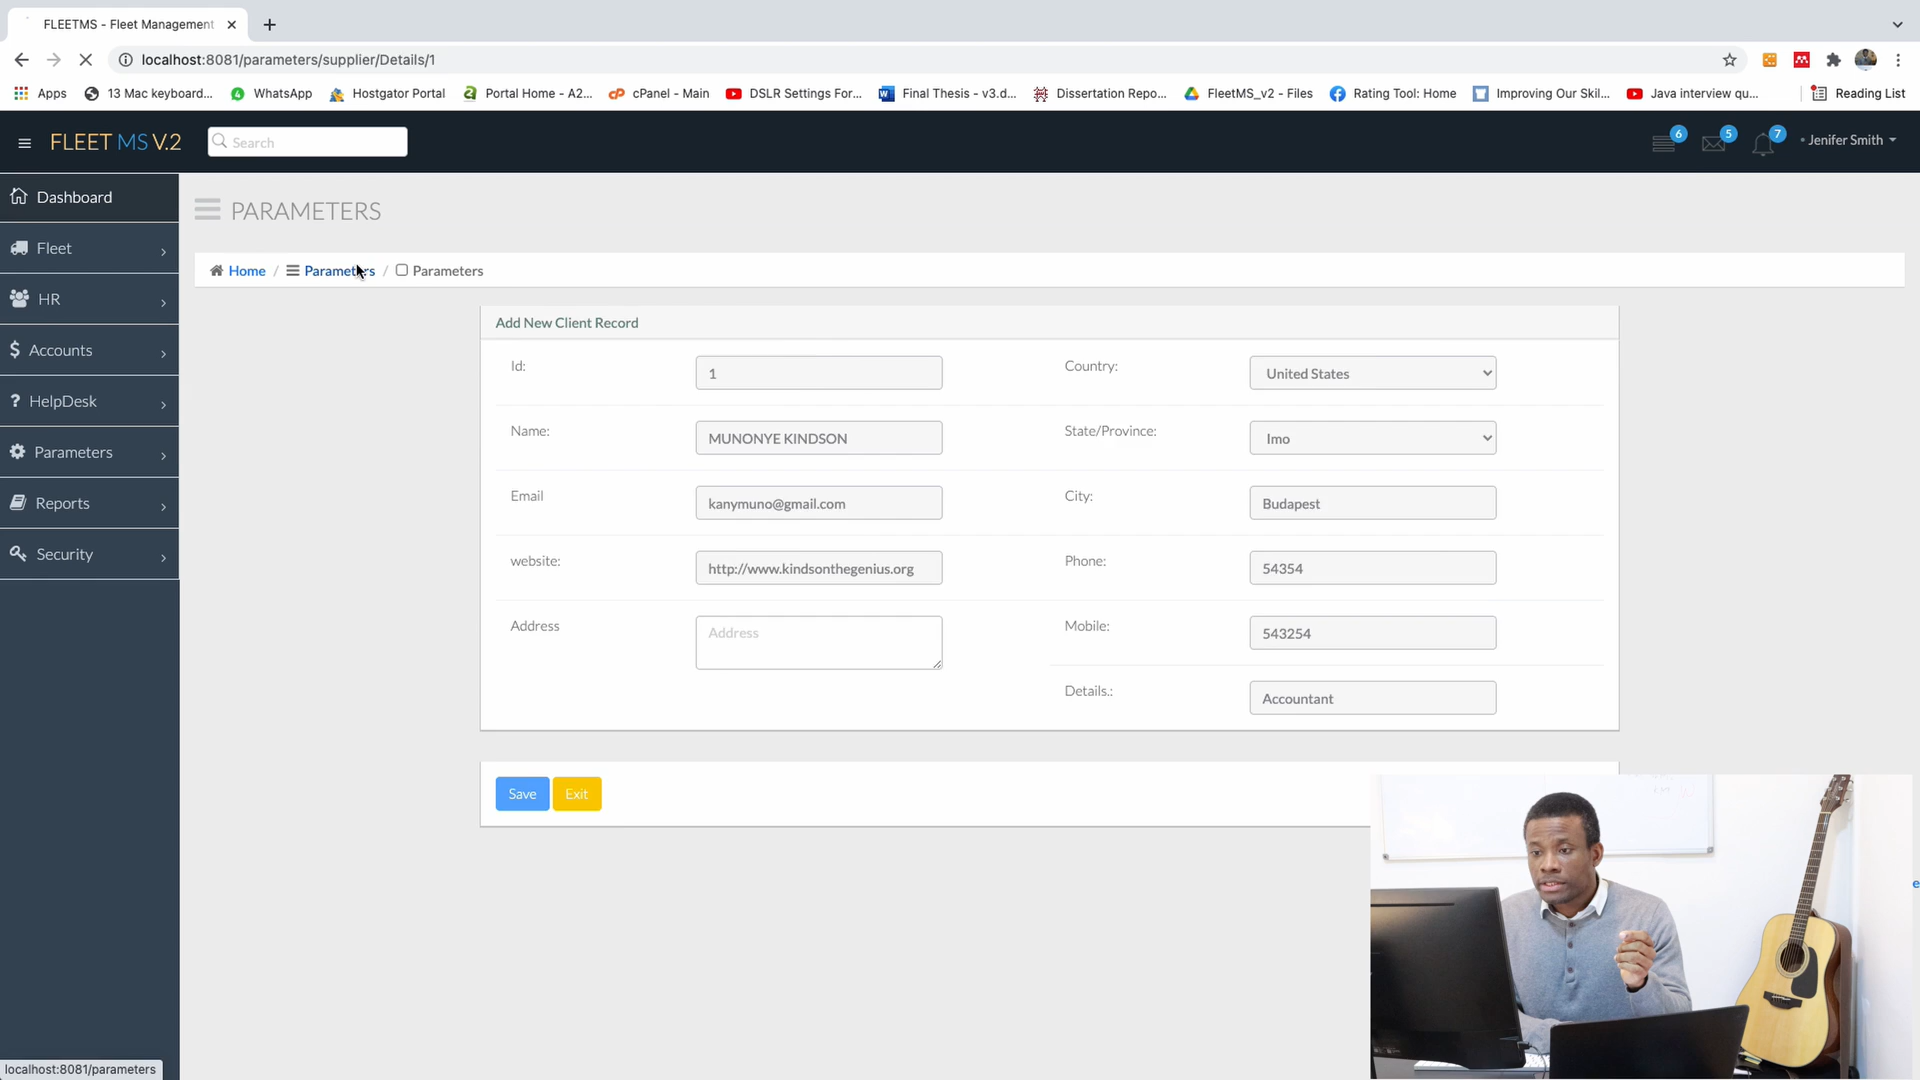 FLEETMS - Fleet Management
localhost:8081/parameters/supplier/Details/1
Apps 13 Mac keyboard... WhatsApp Hostgator Portal Portal Home - A2... cPanel - Main DSLR Settings For... Final Thesis - v3.d... Dissertation Repo... FleetMS_v2 - Files Rating Tool: Home Improving Our Skil... Java interview qu... Reading List
FLEET MS V.2 Search 6 5 7 Jenifer Smith
Dashboard
Fleet
HR
Accounts
HelpDesk
Parameters
Reports
Security
PARAMETERS
Home / Parameters / Parameters
Add New Client Record
Id: 1 Country: United States
Name: MUNONYE KINDSON State/Province: Imo
Email kanymuno@gmail.com City: Budapest
website: http://www.kindsonthegenius.org Phone: 54354
Address Address Mobile: 543254
Details.: Accountant
Save Exit
localhost:8081/parameters